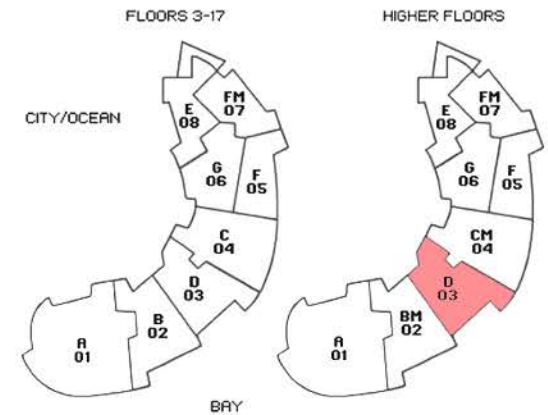 FLOORS 3-17
HIGHER FLOORS
CITY/OCEAN
E
08
FM
07
G
06
F
05
C
04
D
03
B
02
A
01
E
08
FM
07
G
06
F
05
CM
04
D
03
BM
02
A
01
BAY